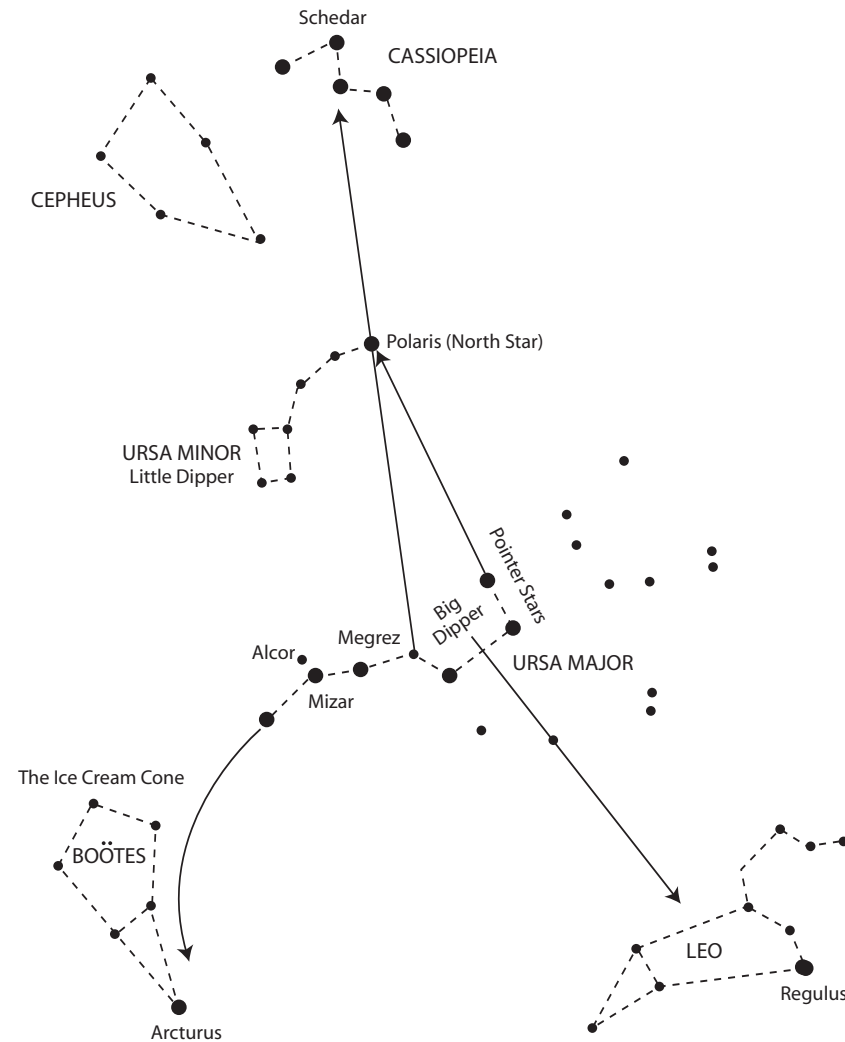 Schedar
CASSIOPEIA
CEPHEUS
Polaris (North Star)
URSA MINOR
Little Dipper
Pointer Stars
Big
Dipper
Megrez
Alcor
URSA MAJOR
Mizar
The Ice Cream Cone
BOÖTES
LEO
Regulus
Arcturus